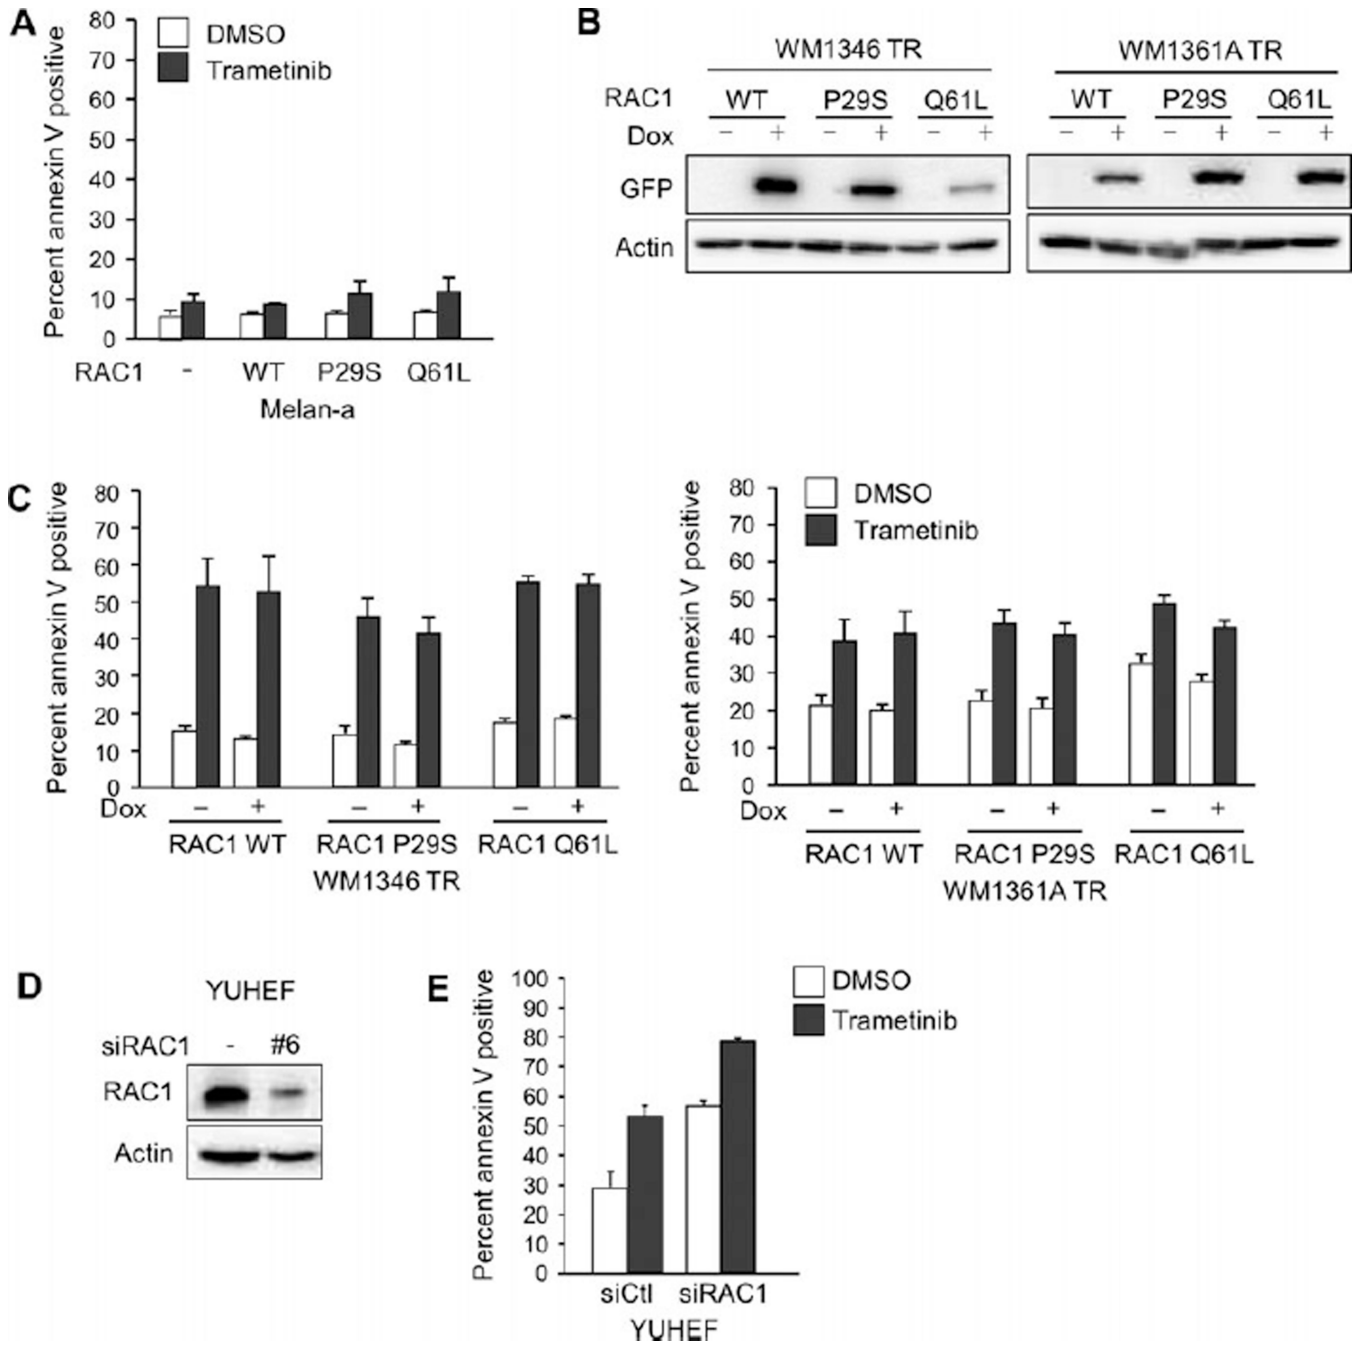 A
Percent annexin V positive
80
70
60
50
40
30
20
10
0
DMSO
Trametinib
RAC1 - WT P29S Q61L
Melan-a
B
WM1346 TR WM1361A TR
RAC1 WT P29S Q61L WT P29S Q61L
Dox - + - + - + - + - + - +
GFP
Actin
C
Percent annexin V positive
80
70
60
50
40
30
20
10
0
Dox - + - + - +
RAC1 WT RAC1 P29S RAC1 Q61L
WM1346 TR
Percent annexin V positive
80
70
60
50
40
30
20
10
0
DMSO
Trametinib
Dox - + - + - +
RAC1 WT RAC1 P29S RAC1 Q61L
WM1361A TR
D
YUHEF
siRAC1 - #6
RAC1
Actin
E
Percent annexin V positive
100
90
80
70
60
50
40
30
20
10
0
DMSO
Trametinib
siCtl siRAC1
YUHEF